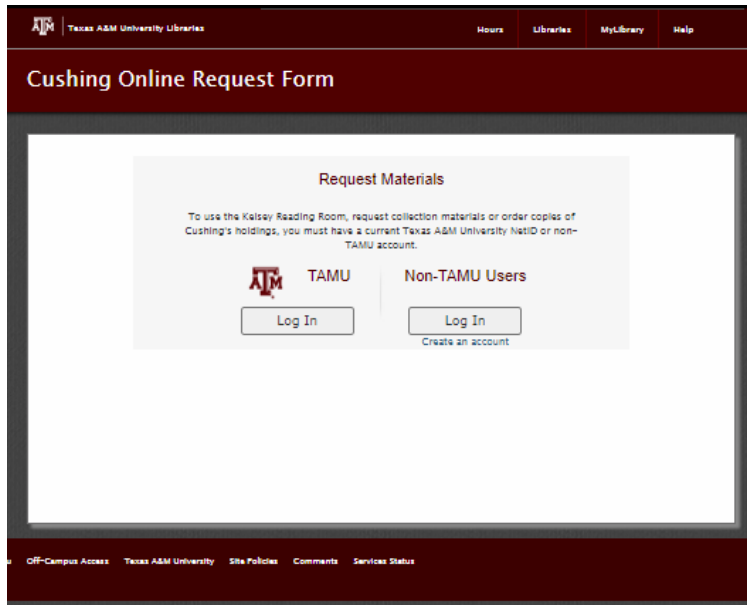 ATM Texas A&M University Libraries Hours Libraries MyLibrary Help
Cushing Online Request Form
Request Materials
To use the Kelsey Reading Room, request collection materials or order copies of
Cushing's holdings, you must have a current Texas A&M University NetID or non-
TAMU account.
ATM TAMU Non-TAMU Users
Log In Log In
Create an account
Off-Campus Access Texas A&M University Site Policies Comments Services Status